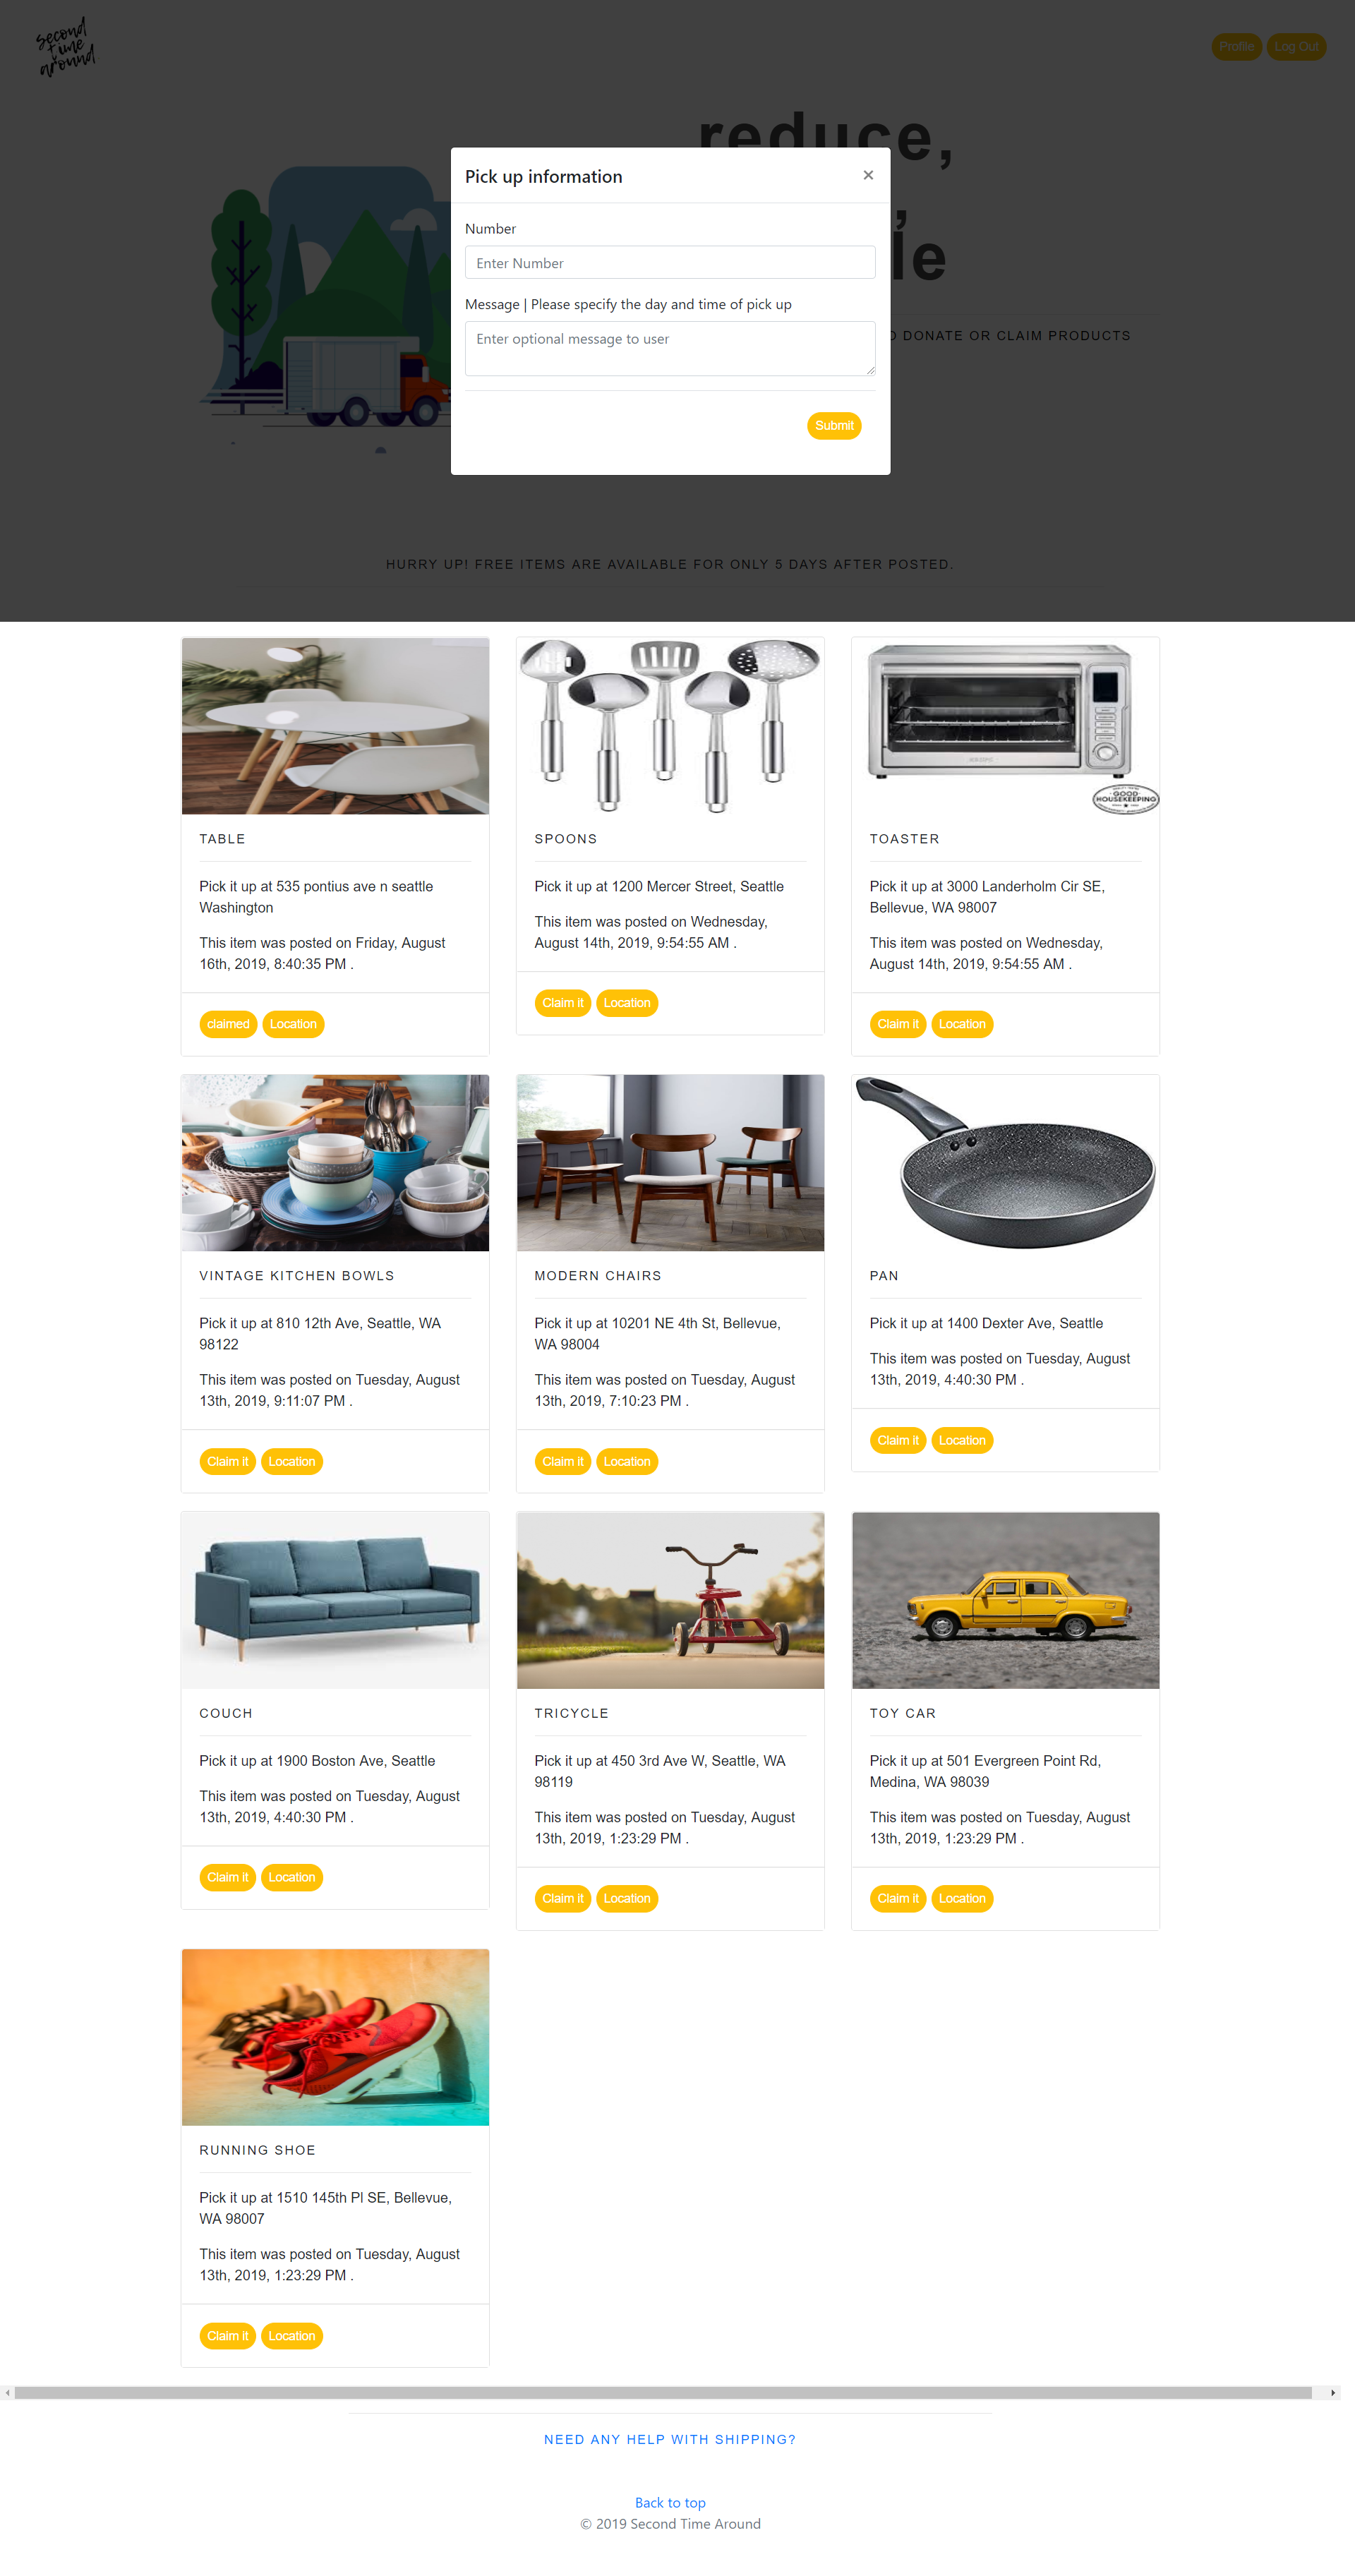 second
time
around
Profile
Log Out
reduce,
,
le
Pick up information
×
Number
Enter Number
Message | Please specify the day and time of pick up
Enter optional message to user
Submit
DONATE OR CLAIM PRODUCTS
HURRY UP! FREE ITEMS ARE AVAILABLE FOR ONLY 5 DAYS AFTER POSTED.
TABLE
Pick it up at 535 pontius ave n seattle
Washington
This item was posted on Friday, August
16th, 2019, 8:40:35 PM .
claimed
Location
SPOONS
Pick it up at 1200 Mercer Street, Seattle
This item was posted on Wednesday,
August 14th, 2019, 9:54:55 AM .
Claim it
Location
GOOD
HOUSEKEEPING
TOASTER
Pick it up at 3000 Landerholm Cir SE,
Bellevue, WA 98007
This item was posted on Wednesday,
August 14th, 2019, 9:54:55 AM .
Claim it
Location
VINTAGE KITCHEN BOWLS
Pick it up at 810 12th Ave, Seattle, WA
98122
This item was posted on Tuesday, August
13th, 2019, 9:11:07 PM .
Claim it
Location
MODERN CHAIRS
Pick it up at 10201 NE 4th St, Bellevue,
WA 98004
This item was posted on Tuesday, August
13th, 2019, 7:10:23 PM .
Claim it
Location
PAN
Pick it up at 1400 Dexter Ave, Seattle
This item was posted on Tuesday, August
13th, 2019, 4:40:30 PM .
Claim it
Location
COUCH
Pick it up at 1900 Boston Ave, Seattle
This item was posted on Tuesday, August
13th, 2019, 4:40:30 PM .
Claim it
Location
TRICYCLE
Pick it up at 450 3rd Ave W, Seattle, WA
98119
This item was posted on Tuesday, August
13th, 2019, 1:23:29 PM .
Claim it
Location
TOY CAR
Pick it up at 501 Evergreen Point Rd,
Medina, WA 98039
This item was posted on Tuesday, August
13th, 2019, 1:23:29 PM .
Claim it
Location
RUNNING SHOE
Pick it up at 1510 145th Pl SE, Bellevue,
WA 98007
This item was posted on Tuesday, August
13th, 2019, 1:23:29 PM .
Claim it
Location
NEED ANY HELP WITH SHIPPING?
Back to top
© 2019 Second Time Around